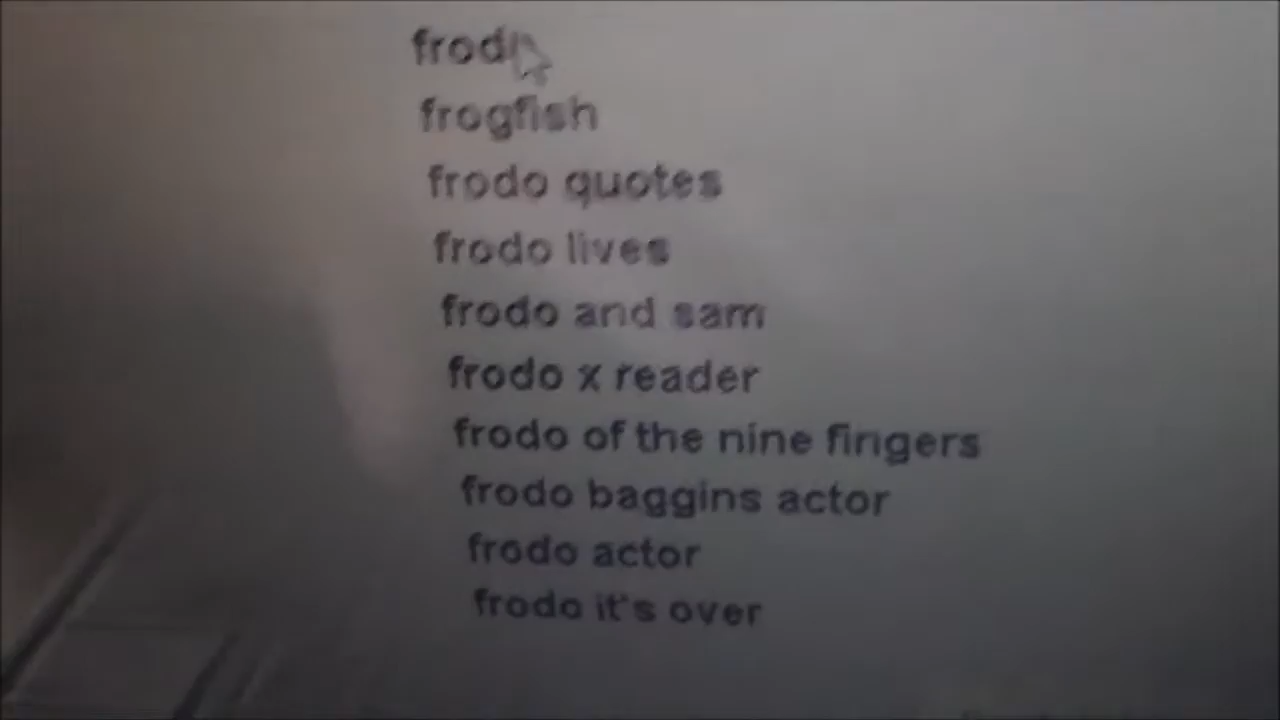 frod
frogfish
frodo quotes
frodo lives
frodo and sam
frodo x reader
frodo of the nine fingers
frodo baggins actor
frodo actor
frodo it's over